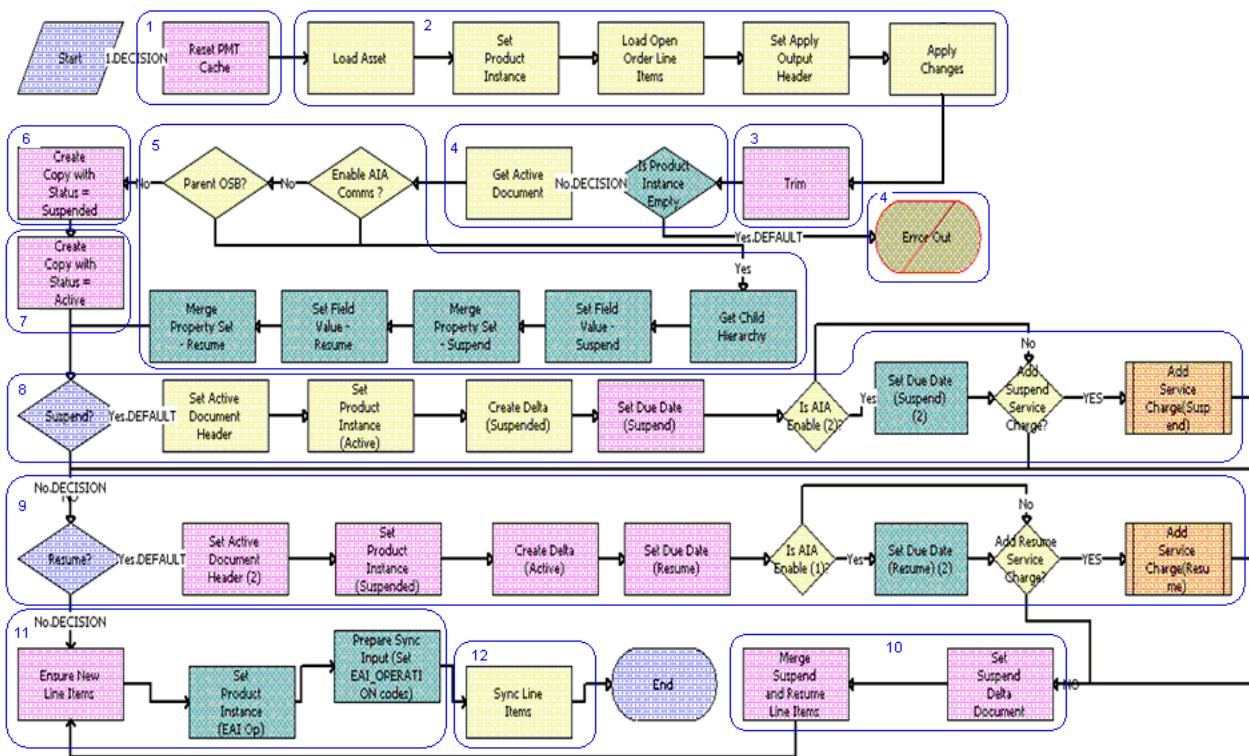 1
2
Start
1.DECISION
Reset PMT
Cache
Load Asset
Set
Product
Instance
Load Open
Order Line
Items
Set Apply
Output
Header
Apply
Changes
6
5
4
3
Create
Copy with
Status =
Suspended
No
Parent OSB?
No
Enable AIA
Comms ?
Get Active
Document
No.DECISION
Is Product
Instance
Empty
Trim
4
Error Out
Yes.DEFAULT
Yes
Create
Copy with
Status =
Active
7
Merge
Property Set
- Resume
Set Field
Value -
Resume
Merge
Property Set
- Suspend
Set Field
Value -
Suspend
Get Child
Hierarchy
No
8
Suspend?
Yes.DEFAULT
Set Active
Document
Header
Set
Product
Instance
(Active)
Create Delta
(Suspended)
Set Due Date
(Suspend)
Is AIA
Enable (2)?
Yes
Set Due Date
(Suspend)
(2)
Add
Suspend
Service
Charge?
YES
Add
Service
Charge(Susp
end)
No.DECISION
9
No
Resume?
Yes.DEFAULT
Set Active
Document
Header (2)
Set
Product
Instance
(Suspended)
Create Delta
(Active)
Set Due Date
(Resume)
Is AIA
Enable (1)?
Yes
Set Due Date
(Resume) (2)
Add Resume
Service
Charge?
YES
Add
Service
Charge(Resu
me)
No.DECISION
11
Ensure New
Line Items
Set
Product
Instance
(EAI Op)
Prepare Sync
Input (Set
EAI_OPERATI
ON codes)
12
Sync Line
Items
End
10
Merge
Suspend
and Resume
Line Items
Set
Suspend
Delta
Document
NO